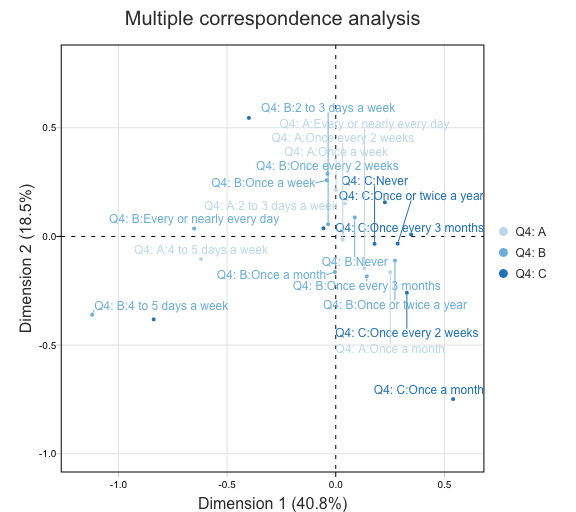 Multiple correspondence analysis
Q4: B:2 to 3 days a week
Q4: A:Every or nearly every day
Q4: A:Once every 2 weeks
Q4: A:Once a week
Q4: B:Once every 2 weeks
Q4: B:Once a week
Q4: C:Never
Q4: C:Once or twice a year
Q4: A:2 to 3 days a week
Q4: B:Every or nearly every day
Q4: C:Once every 3 months
Q4: A:4 to 5 days a week
Q4: B:Never
Q4: B:Once a month
Q4: B:Once every 3 months
Q4: B:4 to 5 days a week
Q4: B:Once or twice a year
Q4: C:Once every 2 weeks
Q4: A:Once a month
Q4: C:Once a month
0.5
0.0
-0.5
-1.0
-1.0
-0.5
0.0
0.5
Dimension 1 (40.8%)
Dimension 2 (18.5%)
Q4: A
Q4: B
Q4: C